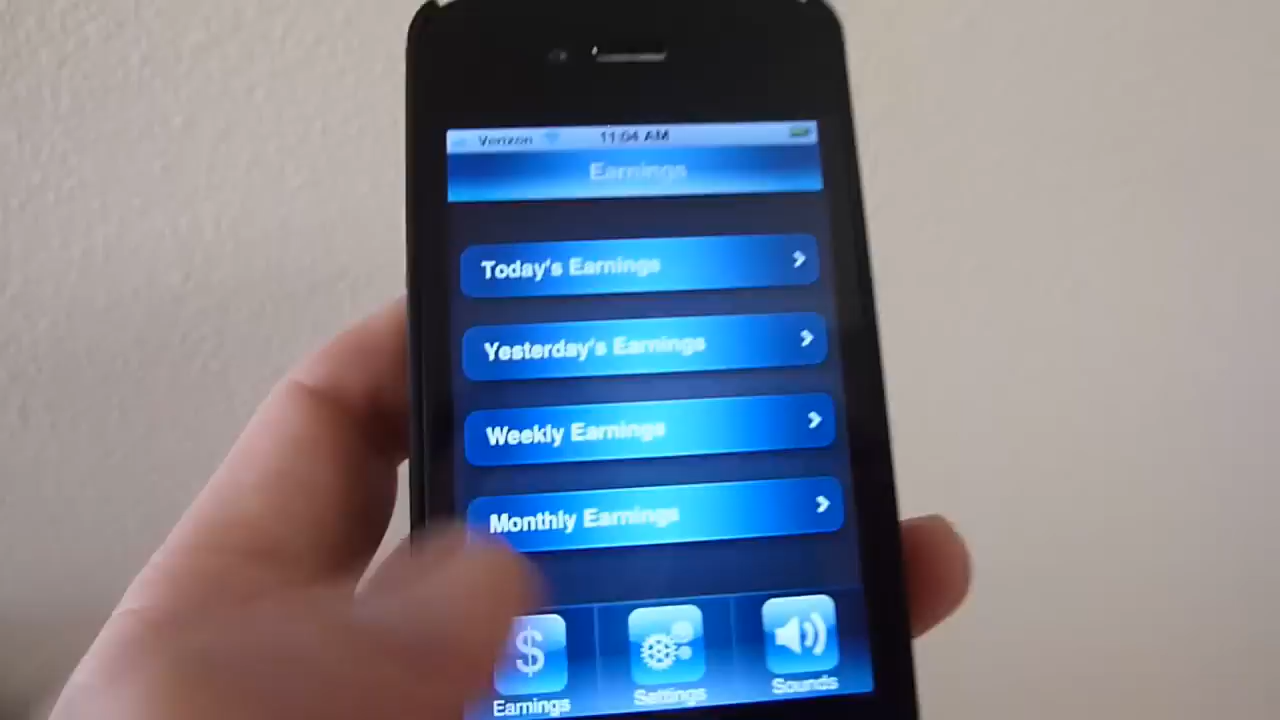 Verizon 11:04 AM
Earnings
Today's Earnings
Yesterday's Earnings
Weekly Earnings
Monthly Earnings
$
Earnings Settings Sounds